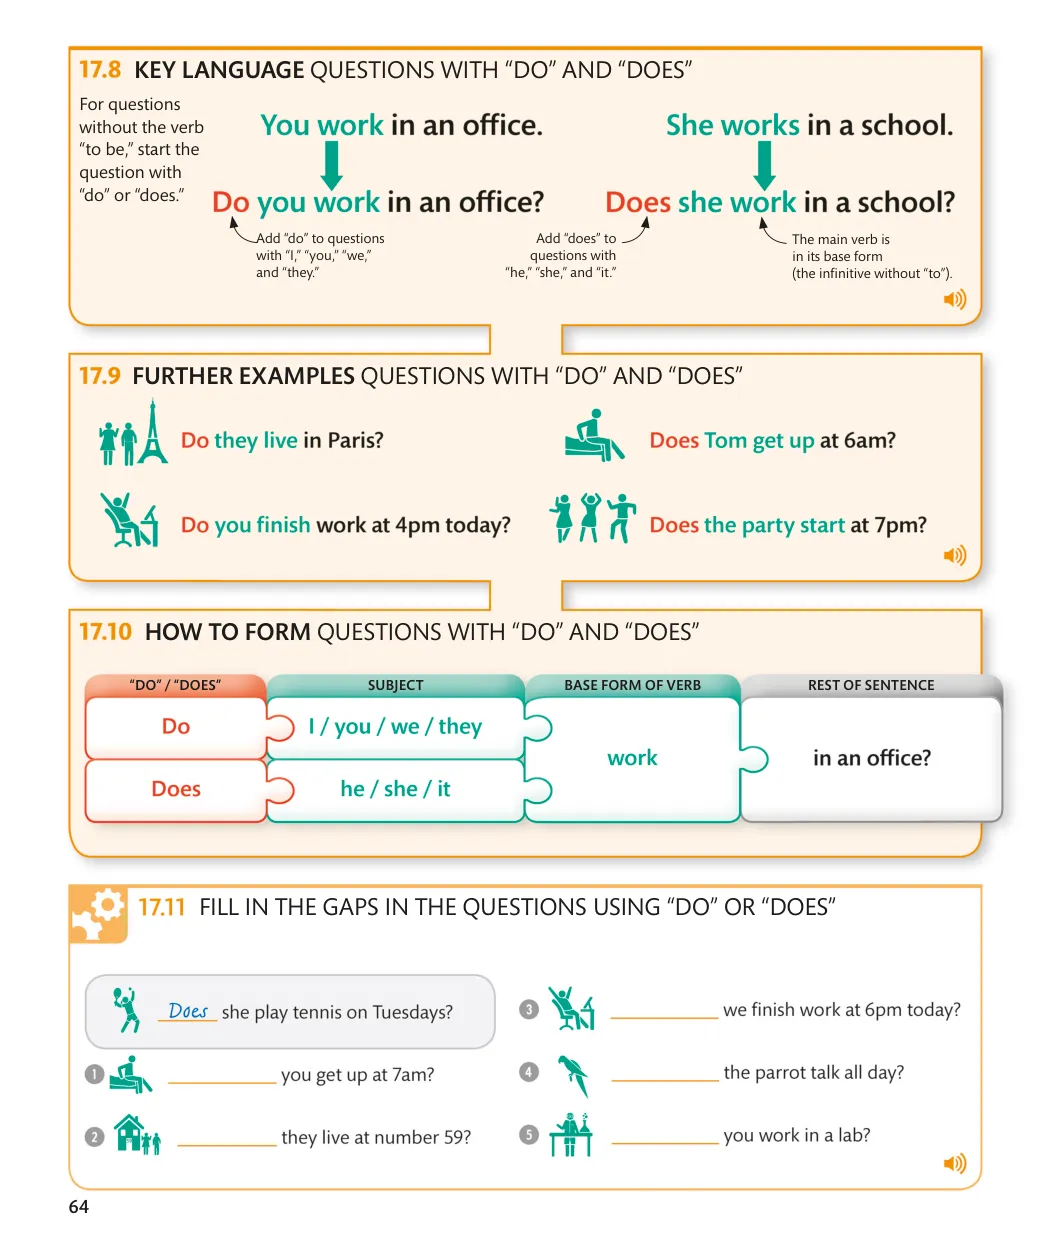 17.8 KEY LANGUAGE QUESTIONS WITH “DO” AND “DOES”
For questions
without the verb
“to be,” start the
question with
“do” or “does.”
You work in an office.
Do you work in an office?
Add “do” to questions
with “I,” “you,” “we,”
and “they.”
She works in a school.
Does she work in a school?
Add “does” to
questions with
“he,” “she,” and “it.”
The main verb is
in its base form
(the infinitive without “to”).
17.9 FURTHER EXAMPLES QUESTIONS WITH “DO” AND “DOES”
Do they live in Paris?
Does Tom get up at 6am?
Do you finish work at 4pm today?
Does the party start at 7pm?
17.10 HOW TO FORM QUESTIONS WITH “DO” AND “DOES”
“DO” / “DOES” SUBJECT BASE FORM OF VERB REST OF SENTENCE
Do I / you / we / they
work in an office?
Does he / she / it
17.11 FILL IN THE GAPS IN THE QUESTIONS USING “DO” OR “DOES”
Does she play tennis on Tuesdays?
1 ____________ you get up at 7am?
2 ____________ they live at number 59?
3 ____________ we finish work at 6pm today?
4 ____________ the parrot talk all day?
5 ____________ you work in a lab?
64